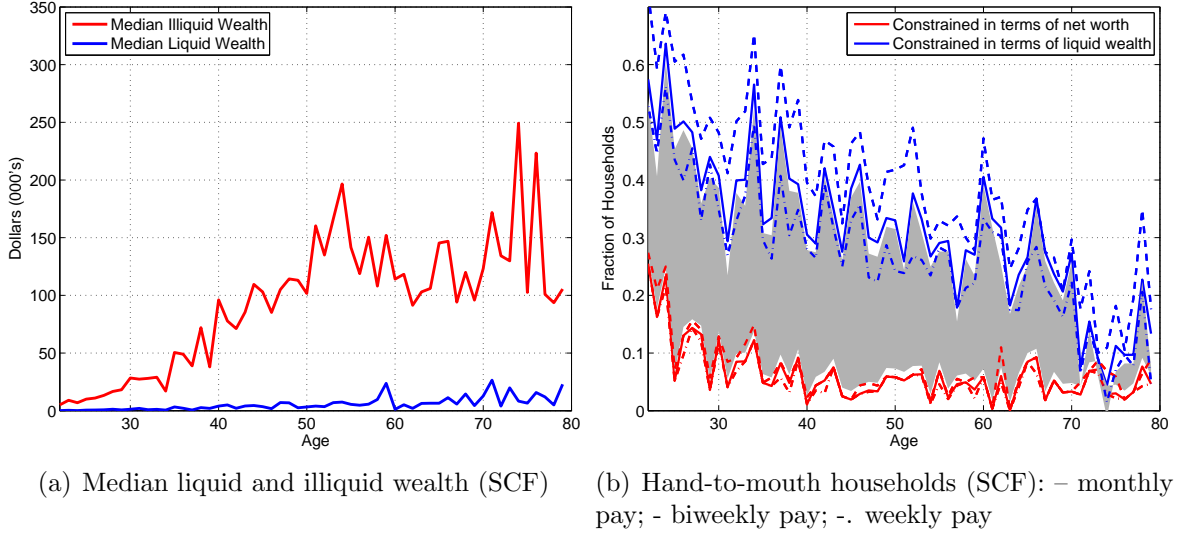 350
300
250
200
150
100
50
0
30 40 50 60 70 80
Age
Dollars (000's)
Median Illiquid Wealth
Median Liquid Wealth
(a) Median liquid and illiquid wealth (SCF)
0.6
0.5
0.4
0.3
0.2
0.1
0
30 40 50 60 70 80
Age
Fraction of Households
Constrained in terms of net worth
Constrained in terms of liquid wealth
(b) Hand-to-mouth households (SCF): – monthly
pay; - biweekly pay; -. weekly pay